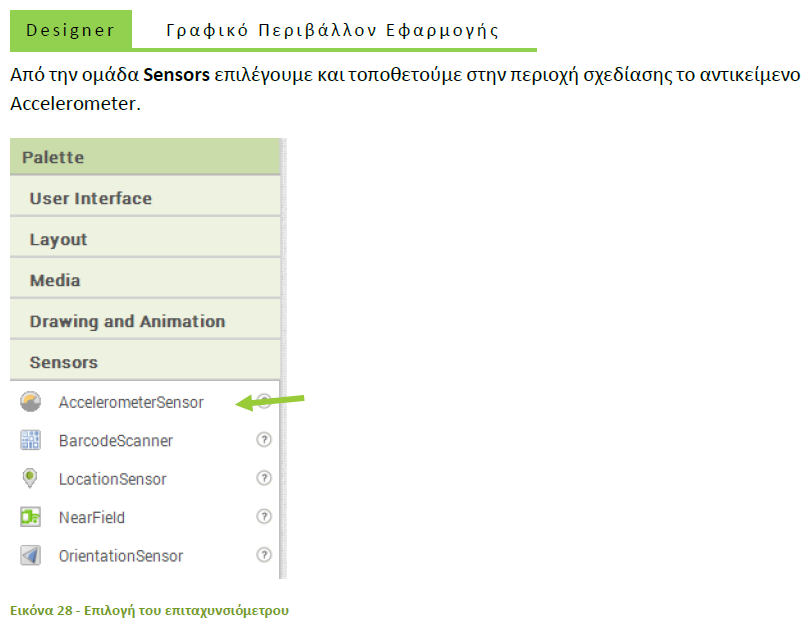 Designer Γραφικό Περιβάλλον Εφαρμογής
Από την ομάδα Sensors επιλέγουμε και τοποθετούμε στην περιοχή σχεδίασης το αντικείμενο
Accelerometer.
Palette
User Interface
Layout
Media
Drawing and Animation
Sensors
AccelerometerSensor
BarcodeScanner ?
LocationSensor ?
NearField ?
OrientationSensor ?
Εικόνα 28 - Επιλογή του επιταχυνσιόμετρου